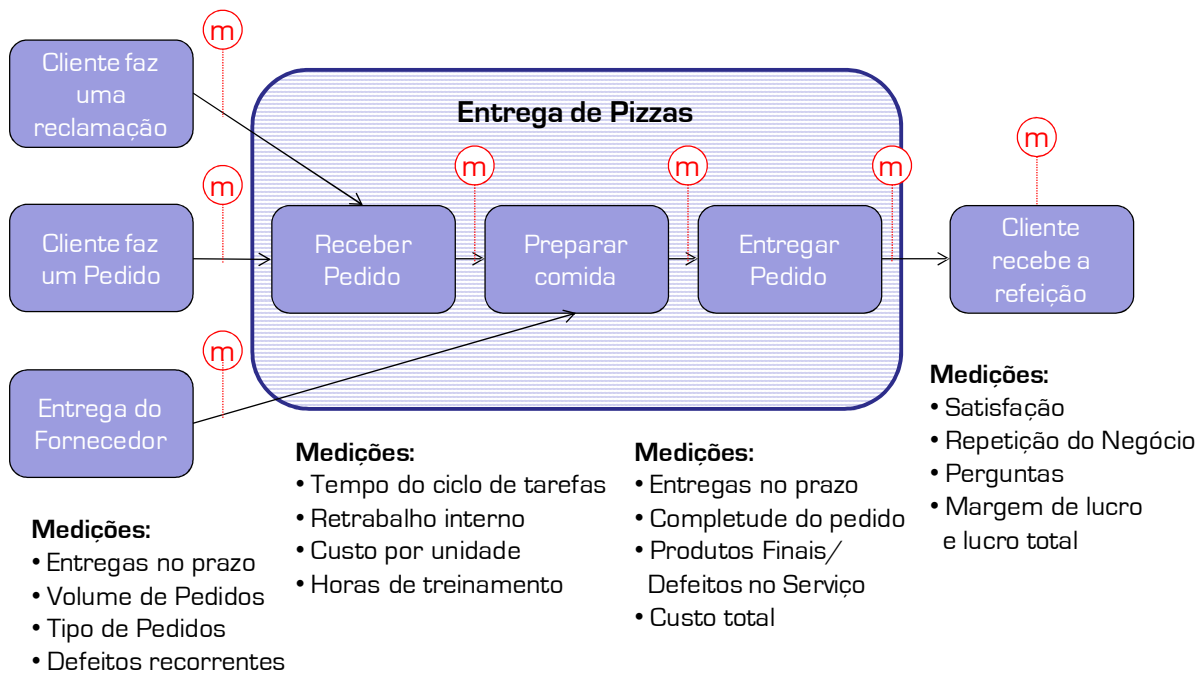 m
Cliente faz
uma
reclamação
Entrega de Pizzas
m
m
m
m
m
Cliente faz
um Pedido
Receber
Pedido
Preparar
comida
Entregar
Pedido
Cliente
recebe a
refeição
m
Entrega do
Fornecedor
Medições:
• Entregas no prazo
• Volume de Pedidos
• Tipo de Pedidos
• Defeitos recorrentes
Medições:
• Tempo do ciclo de tarefas
• Retrabalho interno
• Custo por unidade
• Horas de treinamento
Medições:
• Entregas no prazo
• Completude do pedido
• Produtos Finais/
Defeitos no Serviço
• Custo total
Medições:
• Satisfação
• Repetição do Negócio
• Perguntas
• Margem de lucro
e lucro total